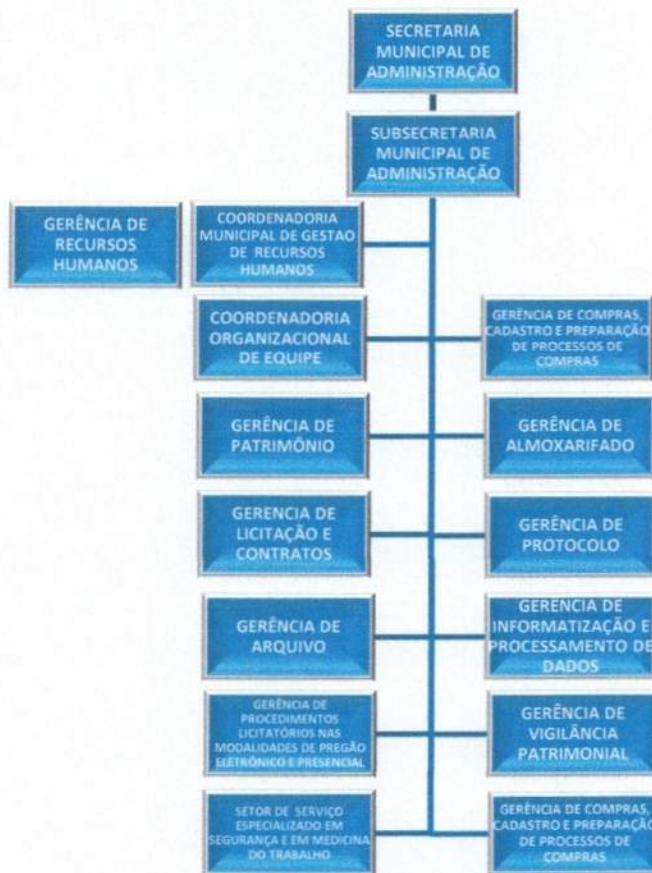 SECRETARIA
MUNICIPAL DE
ADMINISTRAÇÃO
SUBSECRETARIA
MUNICIPAL DE
ADMINISTRAÇÃO
GERÊNCIA DE
RECURSOS
HUMANOS
COORDENADORIA
MUNICIPAL DE GESTAO
DE RECURSOS
HUMANOS
COORDENADORIA
ORGANIZACIONAL
DE EQUIPE
GERÊNCIA DE COMPRAS,
CADASTRO E PREPARAÇÃO
DE PROCESSOS DE
COMPRAS
GERÊNCIA DE
PATRIMÔNIO
GERÊNCIA DE
ALMOXARIFADO
GERENCIA DE
LICITAÇÃO E
CONTRATOS
GERÊNCIA DE
PROTOCOLO
GERÊNCIA DE
ARQUIVO
GERENCIA DE
INFORMATIZAÇÃO E
PROCESSAMENTO DE
DADOS
GERÊNCIA DE
PROCEDIMENTOS
LICITATÓRIOS NAS
MODALIDADES DE PREGÃO
ELETRÔNICO E PRESENCIAL
GERÊNCIA DE
VIGILÂNCIA
PATRIMONIAL
SETOR DE SERVIÇO
ESPECIALIZADO EM
SEGURANÇA E EM MEDICINA
DO TRABALHO
GERÊNCIA DE COMPRAS,
CADASTRO E PREPARAÇÃO
DE PROCESSOS DE
COMPRAS